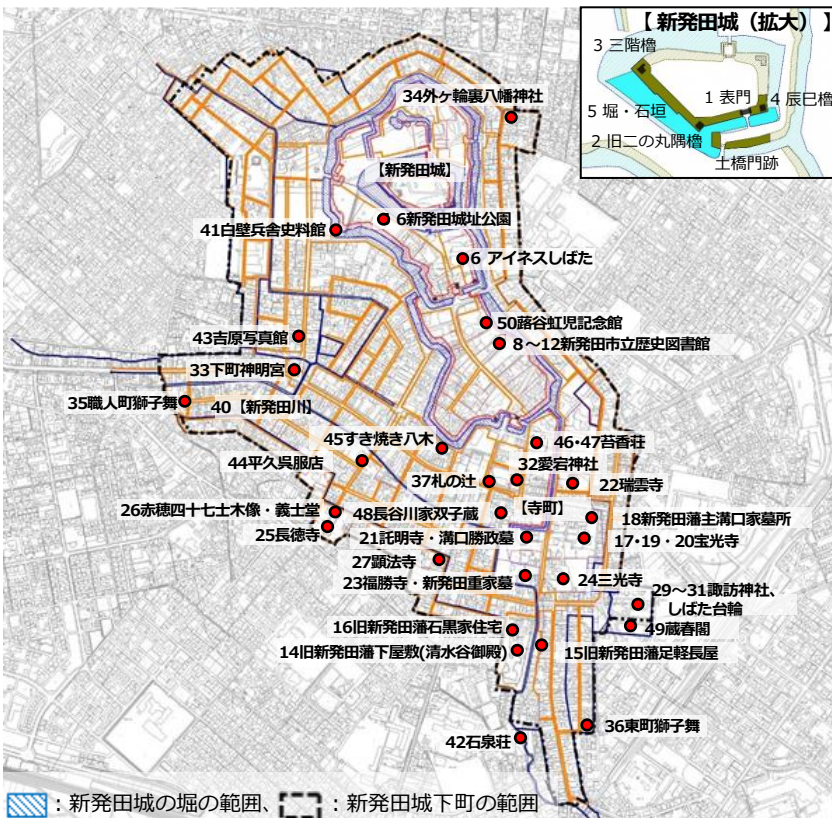 【 新発田城（拡大） 】
3 三階櫓
1 表門
4 辰巳櫓
5 堀・石垣
2 旧二の丸隅櫓
土橋門跡
34外ヶ輪裏八幡神社
【新発田城】
6新発田城址公園
41白壁兵舎史料館
6 アイネスしばた
50蕗谷虹児記念館
43吉原写真館
8～12新発田市立歴史図書館
33下町神明宮
35職人町獅子舞
40【新発田川】
45すき焼き八木
46・47苔香荘
44平久呉服店
32愛宕神社
37札の辻
22瑞雲寺
26赤穂四十七士木像・義士堂
48長谷川家双子蔵
【寺町】
18新発田藩主溝口家墓所
25長徳寺
21託明寺・溝口勝政墓
17・19・20宝光寺
27顕法寺
23福勝寺・新発田重家墓
24三光寺
29～31諏訪神社、
しばた台輪
16旧新発田藩石黒家住宅
49蔵春閣
14旧新発田藩下屋敷(清水谷御殿)
15旧新発田藩足軽長屋
36東町獅子舞
42石泉荘
：新発田城の堀の範囲、
：新発田城下町の範囲